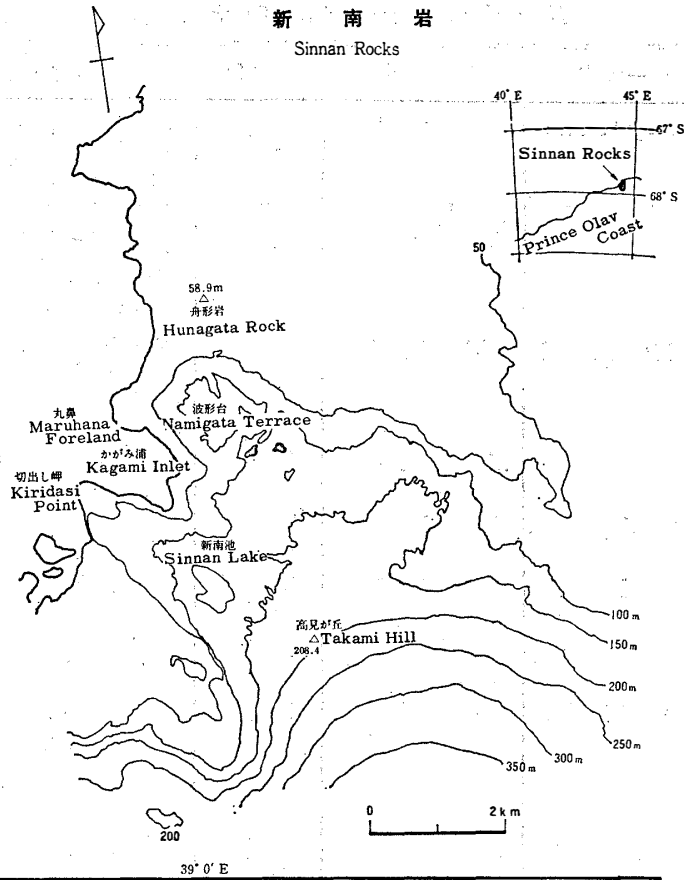 新南岩
Sinnan Rocks
40° E
45° E
67° S
Sinnan Rocks
68° S
Prince Olav
Coast
50
58.9m
舟形岩
Hunagata Rock
丸鼻
Maruhana
Foreland
波形台
Namigata Terrace
かがみ浦
Kagami Inlet
切出し岬
Kiridasi
Point
新南池
Sinnan Lake
高見が丘
Takami Hill
208.4
100m
150m
200m
250m
300m
350m
0
2 km
200
39° 0′ E